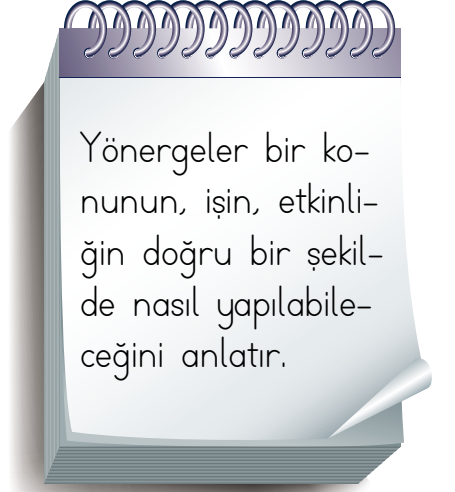 Yönergeler bir ko-
nunun, işin, etkinli-
ğin doğru bir şekil-
de nasıl yapılabile-
ceğini anlatır.